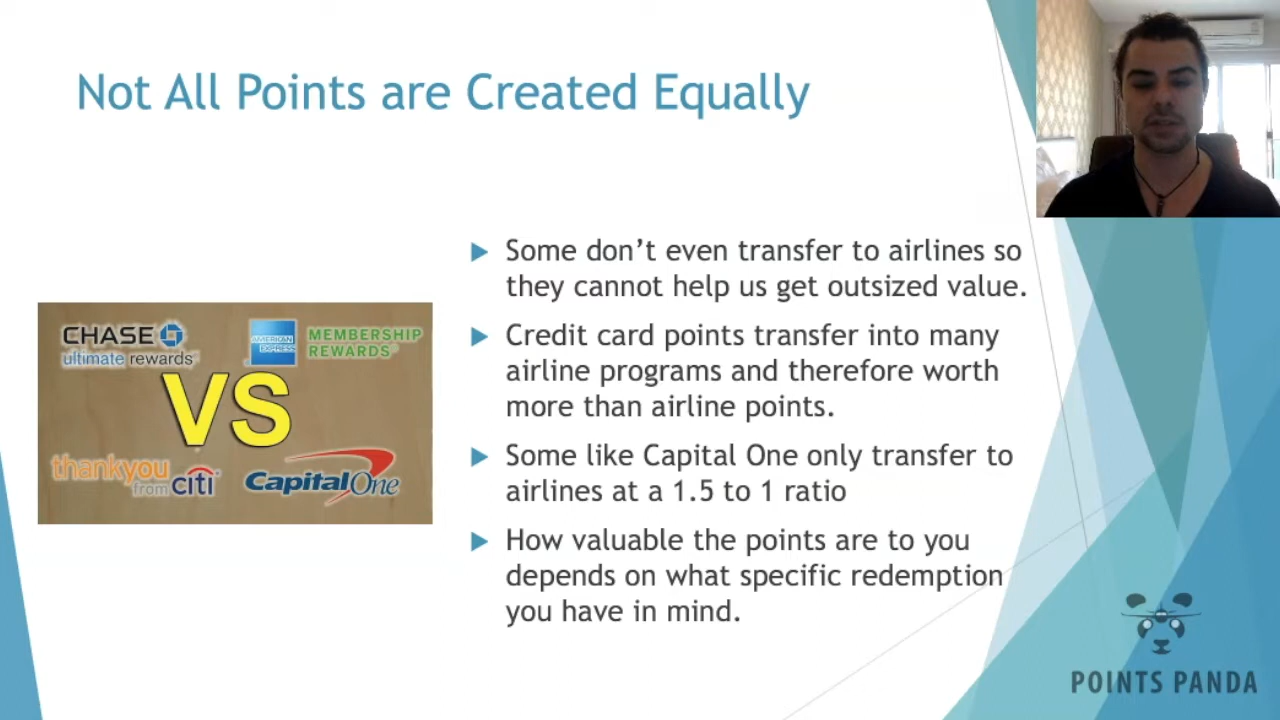 Not All Points are Created Equally
CHASE
ultimate rewards
AMERICAN EXPRESS
MEMBERSHIP
REWARDS®
VS
thankyou
from citi
Capital One
Some don’t even transfer to airlines so
they cannot help us get outsized value.
Credit card points transfer into many
airline programs and therefore worth
more than airline points.
Some like Capital One only transfer to
airlines at a 1.5 to 1 ratio
How valuable the points are to you
depends on what specific redemption
you have in mind.
POINTS PANDA